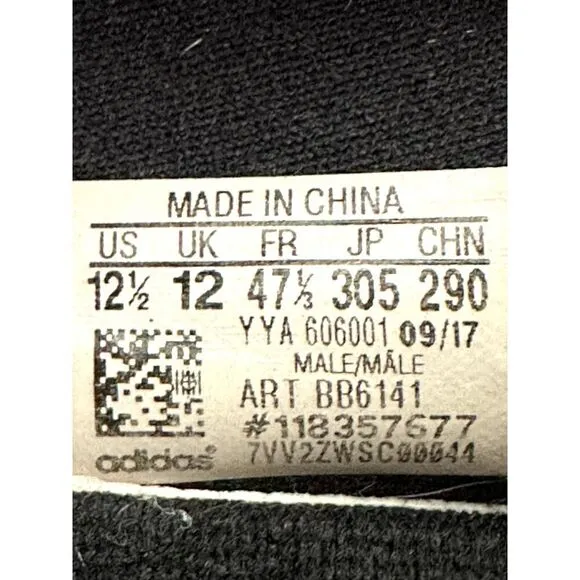 MADE IN CHINA
US UK FR JP CHN
12½ 12 47⅓ 305 290
YYA 606001 09/17
MALE/MÂLE
ART BB6141
#118357677
adidas® 7VV2ZWSC00044